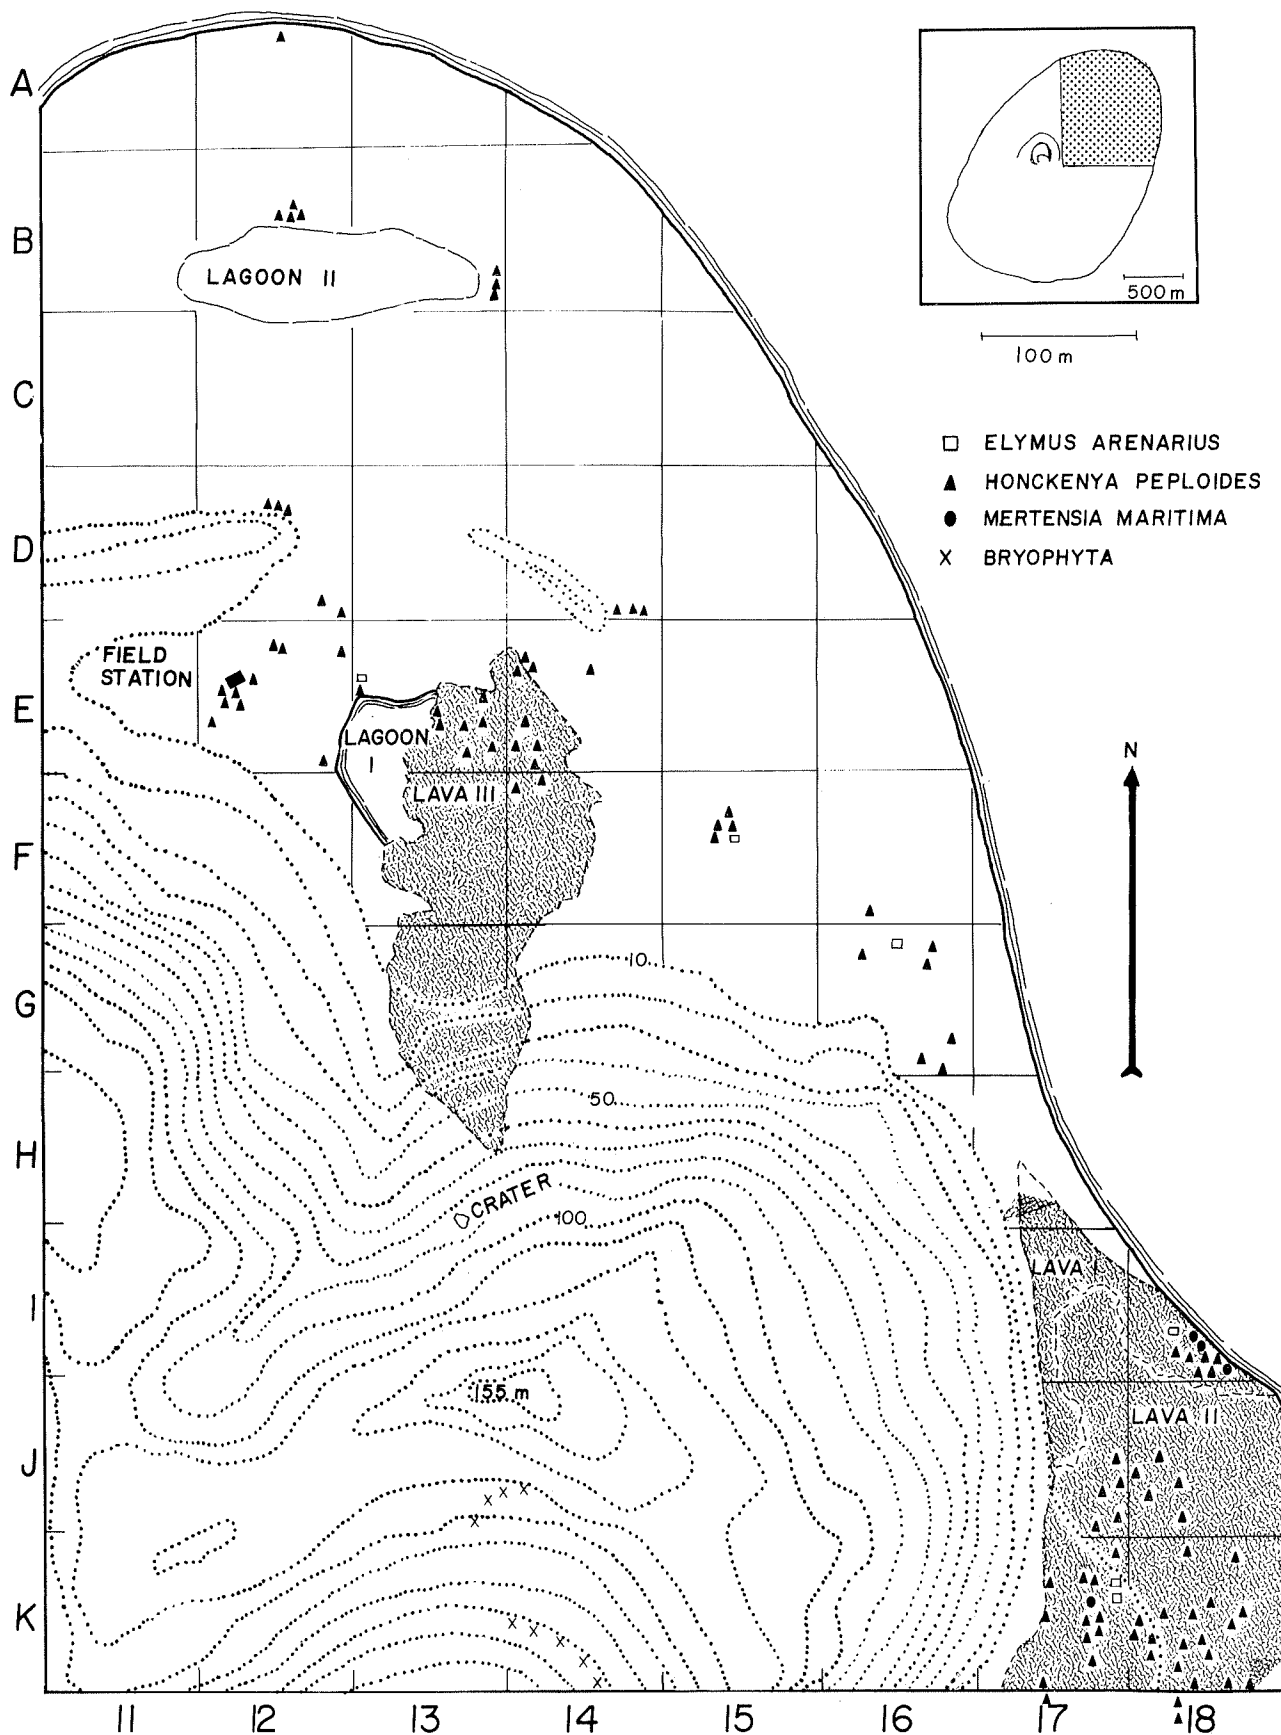 A
B
C
D
E
F
G
H
I
J
K
LAGOON II
500 m
100 m
ELYMUS ARENARIUS
HONCKENYA PEPLOIDES
MERTENSIA MARITIMA
X BRYOPHYTA
FIELD
STATION
LAGOON
I
LAVA III
N
10
50
CRATER
100
LAVA I
155 m
LAVA II
11 12 13 14 15 16 17 18